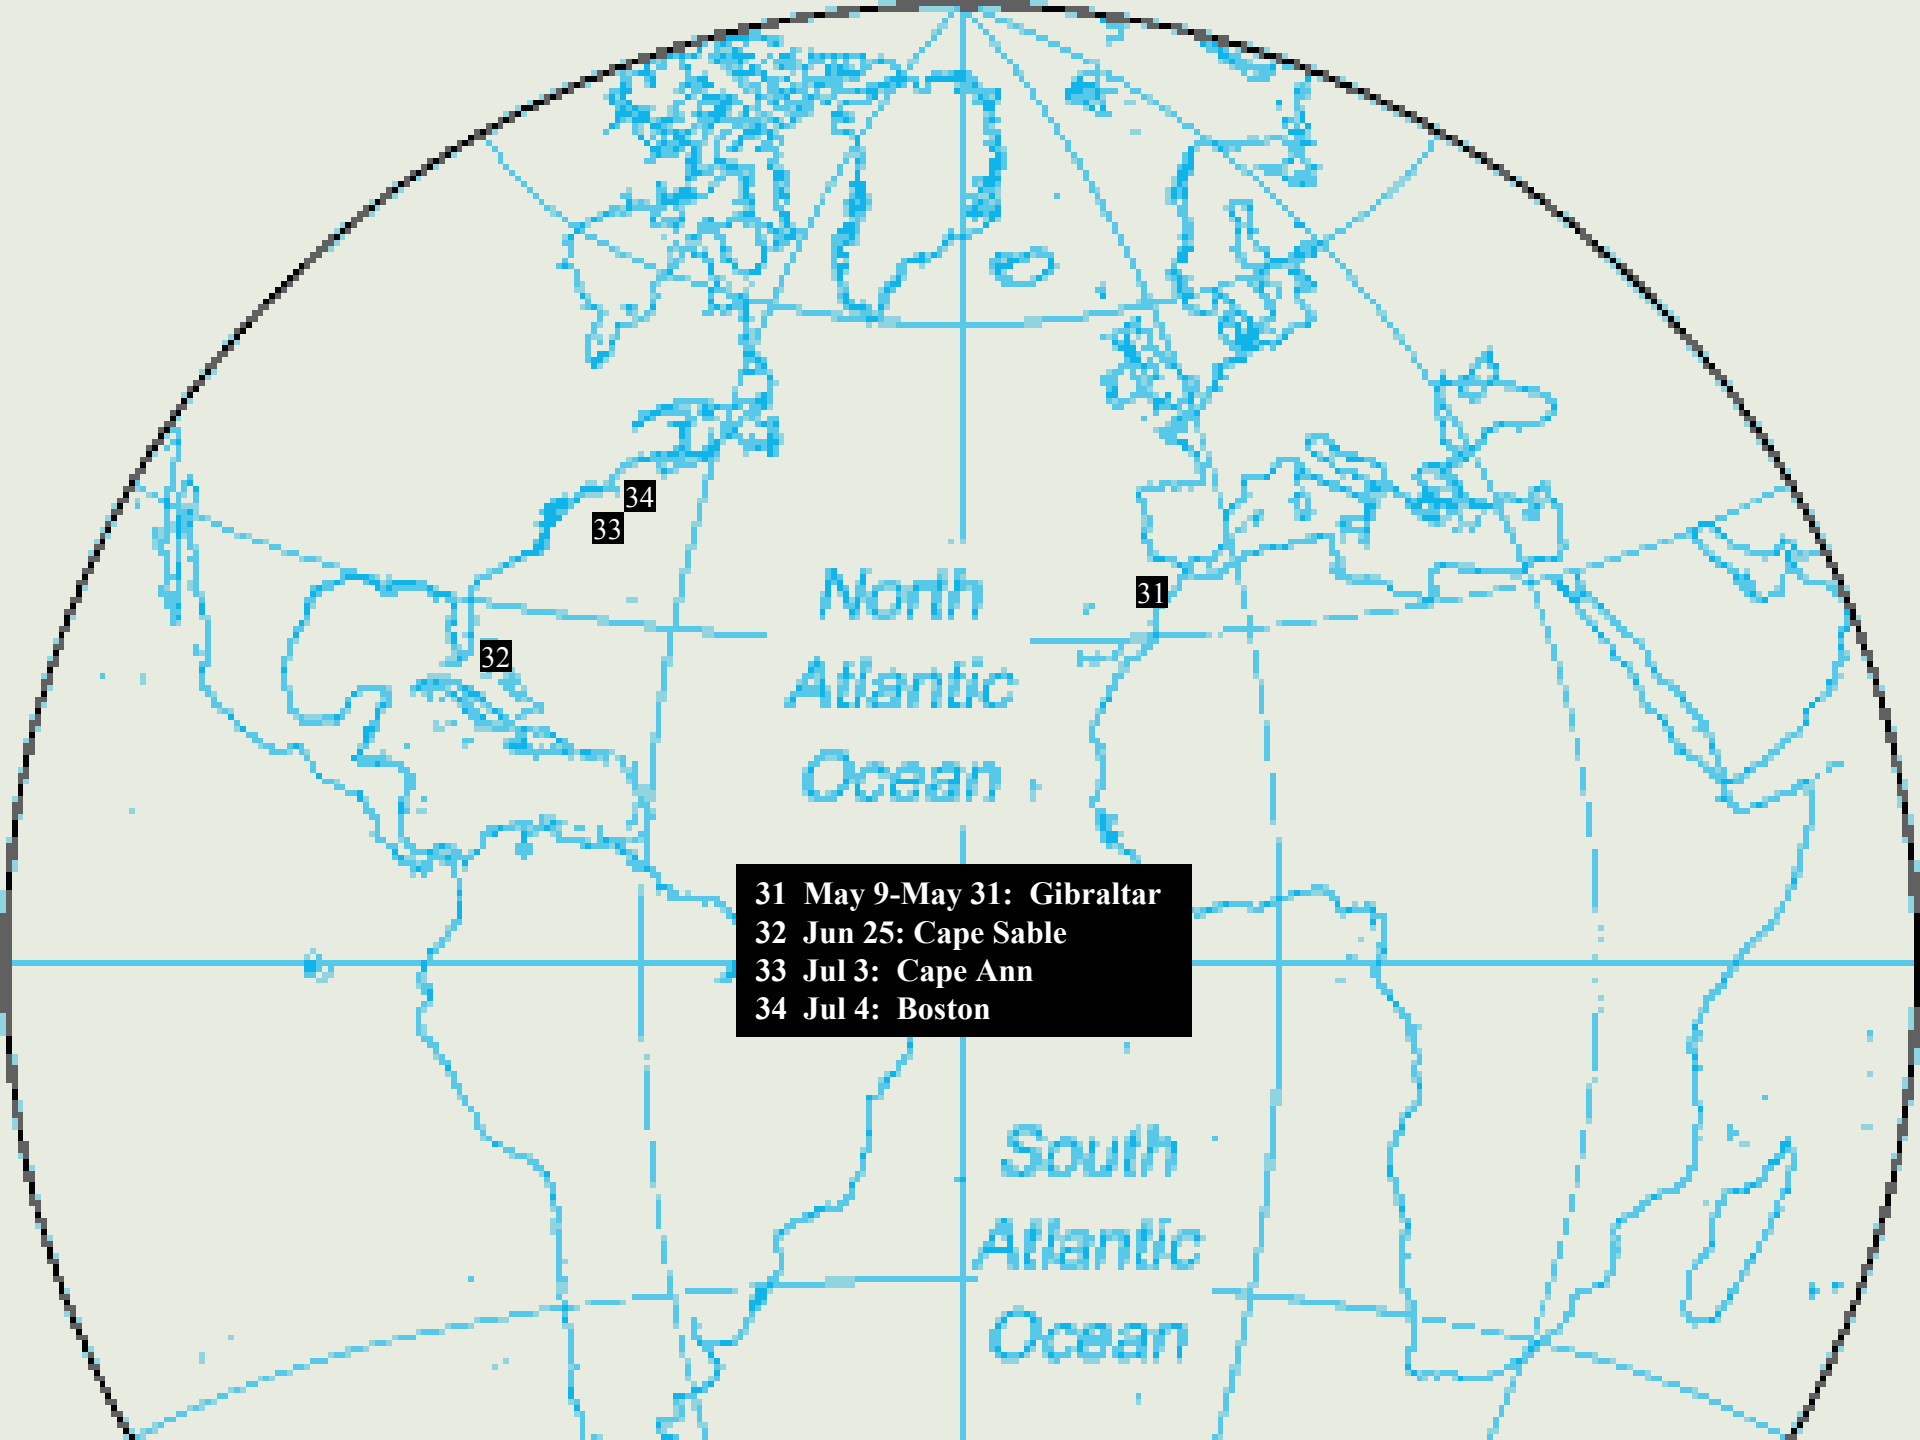 34
33
North
31
32
Atlantic
Ocean
31 May 9-May 31: Gibraltar
32 Jun 25: Cape Sable
33 Jul 3: Cape Ann
34 Jul 4: Boston
South
Atlantic
Ocean